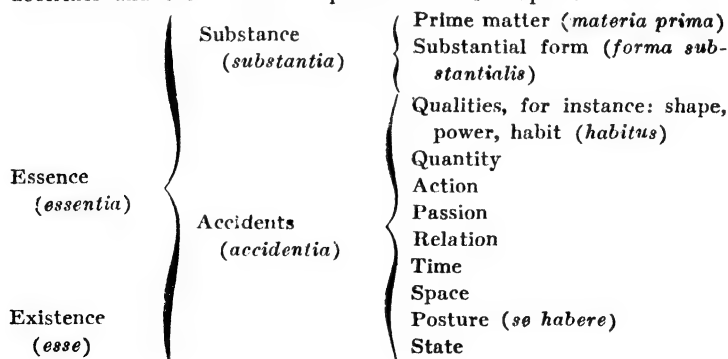 Substance
(substantia)
Prime matter (materia prima)
Substantial form (forma sub-
stantialis)
Essence
(essentia)
Accidents
(accidentia)
Qualities, for instance: shape,
power, habit (habitus)
Quantity
Action
Passion
Relation
Time
Space
Posture (se habere)
State
Existence
(esse)